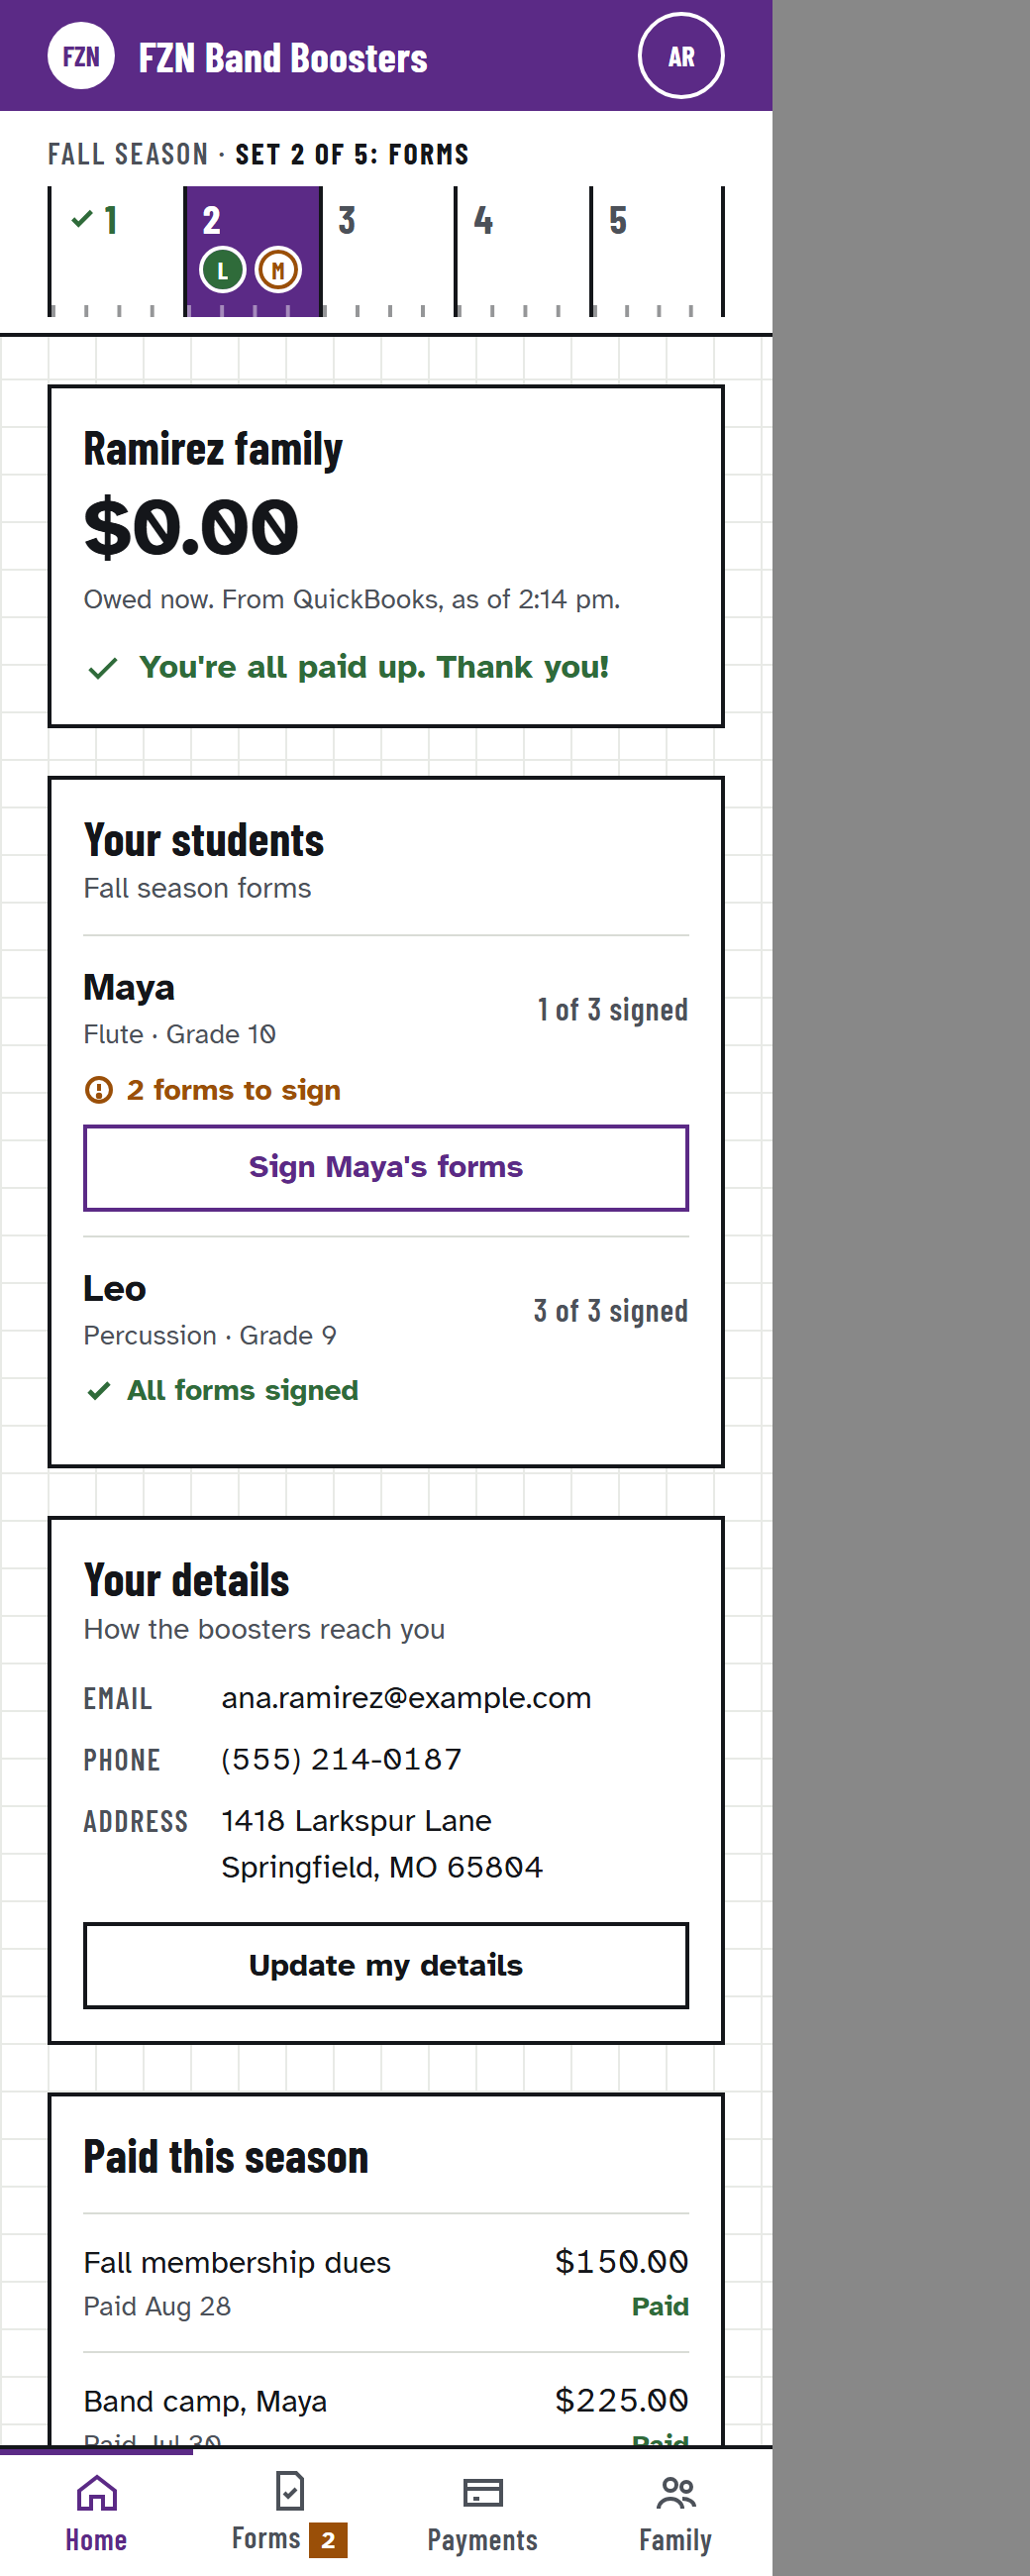 FZN FZN Band Boosters AR
FALL SEASON · SET 2 OF 5: FORMS
1 2 3 4 5
L M
Ramirez family
$0.00
Owed now. From QuickBooks, as of 2:14 pm.
You're all paid up. Thank you!
Your students
Fall season forms
Maya
1 of 3 signed
Flute · Grade 10
2 forms to sign
Sign Maya's forms
Leo
3 of 3 signed
Percussion · Grade 9
All forms signed
Your details
How the boosters reach you
EMAIL ana.ramirez@example.com
PHONE (555) 214-0187
ADDRESS 1418 Larkspur Lane
Springfield, MO 65804
Update my details
Paid this season
Fall membership dues $150.00
Paid Aug 28 Paid
Band camp, Maya $225.00
Paid Jul 30 Paid
Home Forms 2 Payments Family